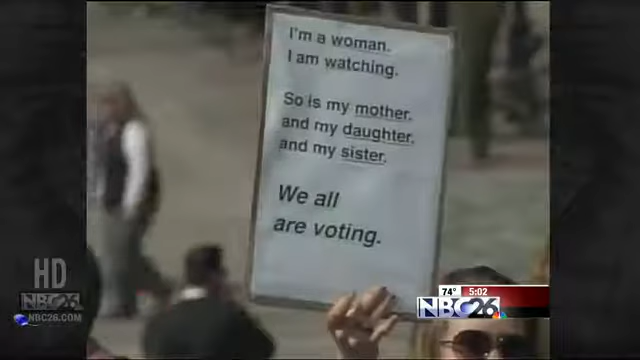 I'm a woman.
I am watching.
So is my mother.
and my daughter.
and my sister.
We all
are voting.
HD
NBC26
NBC26.COM
74° 5:02
NBC26